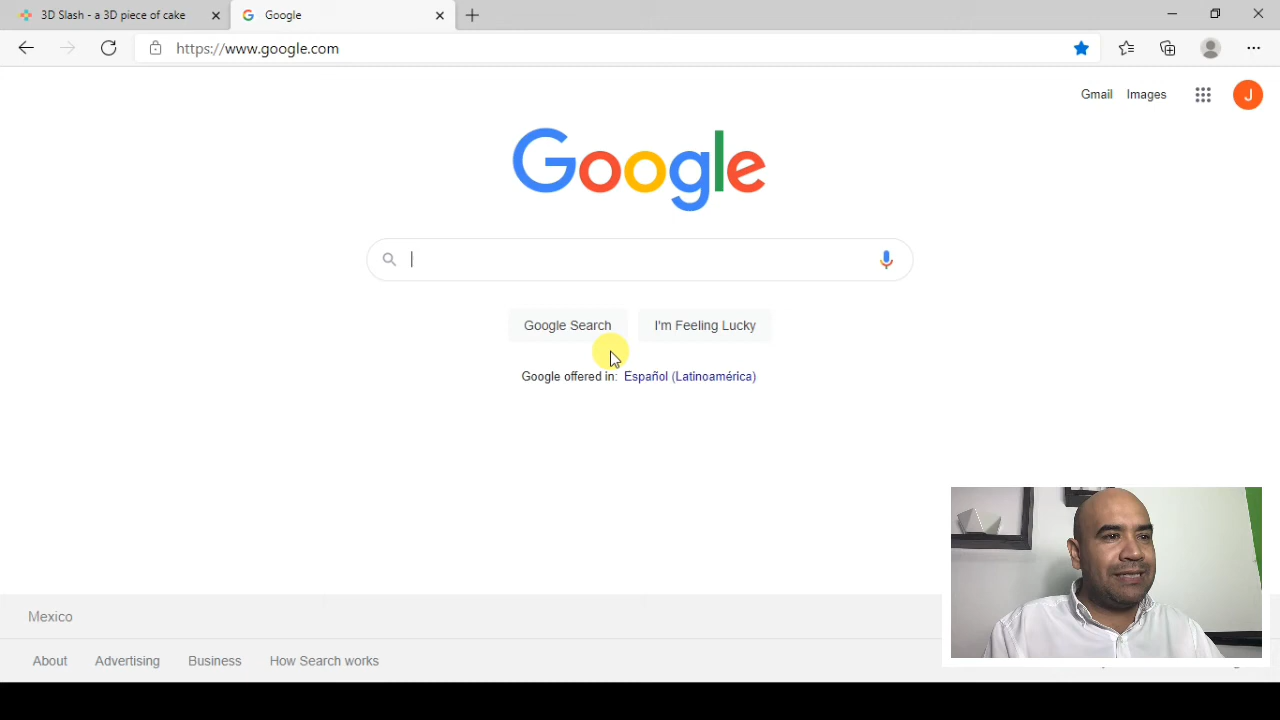 3D Slash - a 3D piece of cake
Google
https://www.google.com
Gmail Images
J
Google
Google Search
I'm Feeling Lucky
Google offered in: Español (Latinoamérica)
Mexico
About Advertising Business How Search works